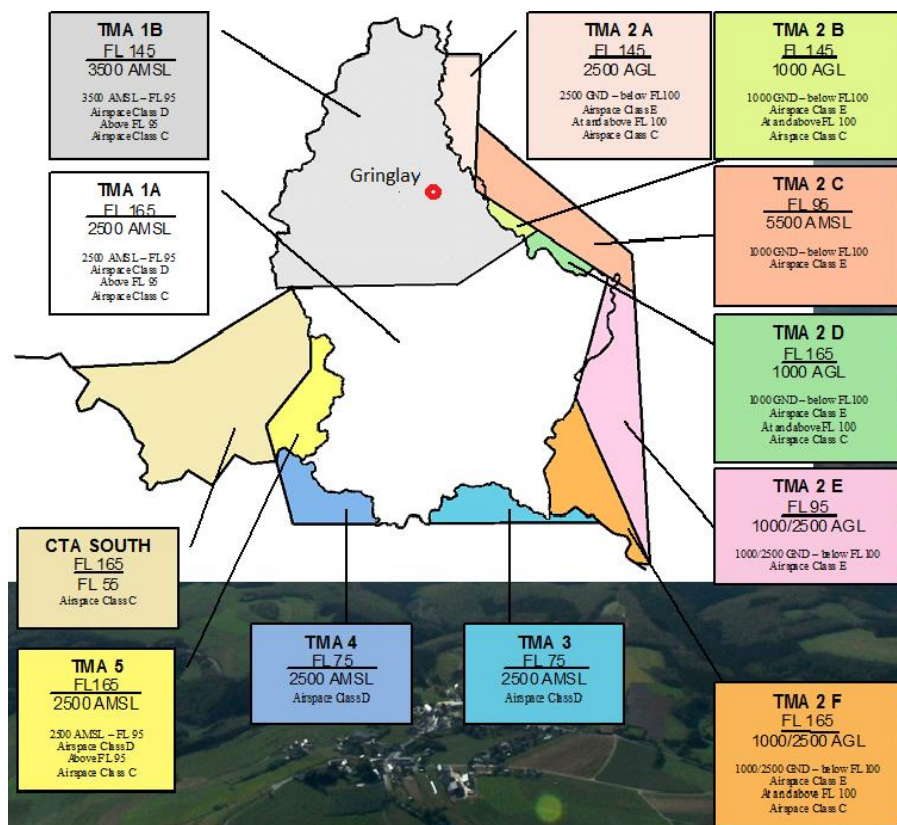 TMA 1B
FL 145
3500 AMSL
3500 AMSL – FL 95
Airspace Class D
Above FL 95
Airspace Class C
TMA 2 A
FL 145
2500 AGL
2500 GND – below FL100
Airspace Class E
At and above FL 100
Airspace Class C
TMA 2 B
FL 145
1000 AGL
1000 GND – below FL100
Airspace Class E
At and above FL 100
Airspace Class C
Gringlay
TMA 1A
FL 165
2500 AMSL
2500 AMSL – FL 95
Airspace Class D
Above FL 95
Airspace Class C
TMA 2 C
FL 95
5500 AMSL
1000 GND – below FL100
Airspace Class E
TMA 2 D
FL 165
1000 AGL
1000 GND – below FL100
Airspace Class E
At and above FL 100
Airspace Class C
TMA 2 E
FL 95
1000/2500 AGL
1000/2500 GND – below FL100
Airspace Class E
CTA SOUTH
FL 165
FL 55
Airspace Class C
TMA 5
FL165
2500 AMSL
2500 AMSL – FL 95
Airspace Class D
Above FL 95
Airspace Class C
TMA 4
FL 75
2500 AMSL
Airspace Class D
TMA 3
FL 75
2500 AMSL
Airspace Class D
TMA 2 F
FL 165
1000/2500 AGL
1000/2500 GND – below FL100
Airspace Class E
At and above FL 100
Airspace Class C